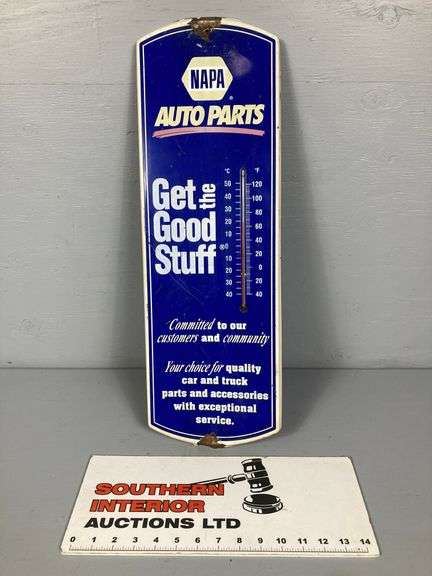 NAPA
®
AUTO PARTS
Get the
Good
Stuff®
°C °F
50 120
40 100
30 80
20 60
10 40
0 20
10 0
20 20
30 40
40
Committed to our
customers and community
Your choice for quality
car and truck
parts and accessories
with exceptional
service.
SOUTHERN
INTERIOR
AUCTIONS LTD
0 1 2 3 4 5 6 7 8 9 10 11 12 13 14